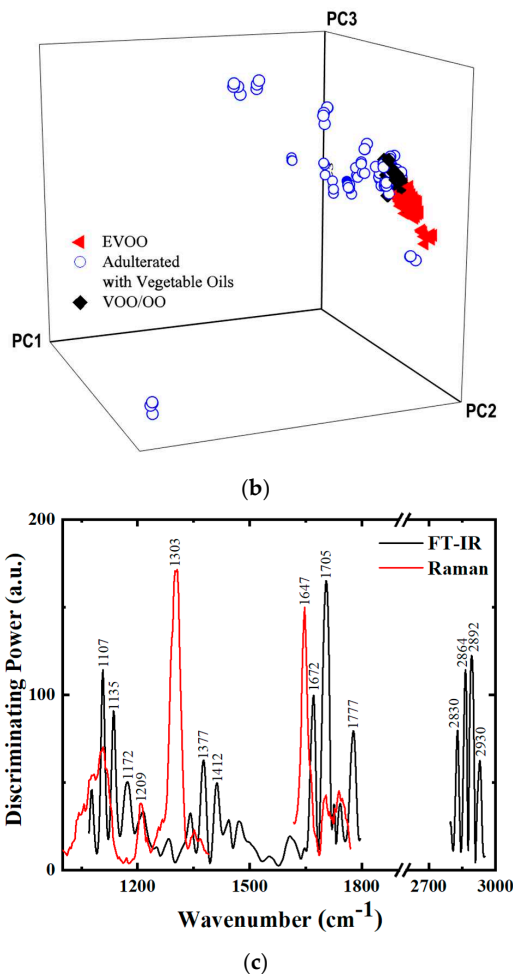 PC3
EVOO
Adulterated
with Vegetable Oils
VOO/OO
PC1
PC2
(b)
200
100
0
Discriminating Power (a.u.)
FT-IR
Raman
1107
1135
1172
1209
1303
1377
1412
1647
1672
1705
1777
2830
2864
2892
2930
1200
1500
1800
2700
3000
Wavenumber (cm⁻¹)
(c)